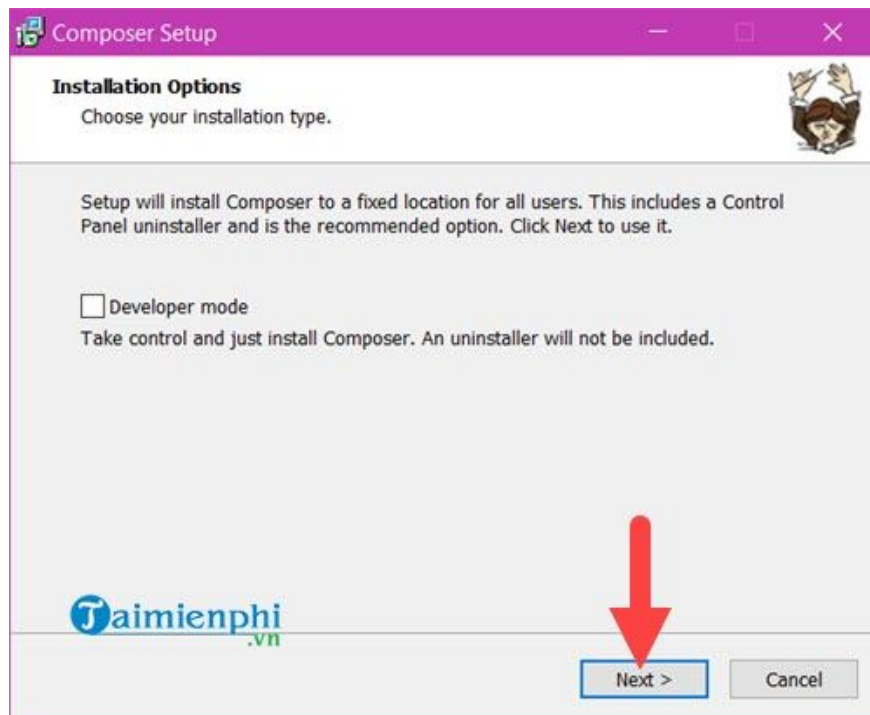 Composer Setup
Installation Options
Choose your installation type.
Setup will install Composer to a fixed location for all users. This includes a Control
Panel uninstaller and is the recommended option. Click Next to use it.
Developer mode
Take control and just install Composer. An uninstaller will not be included.
Taimienphi
.vn
Next >
Cancel